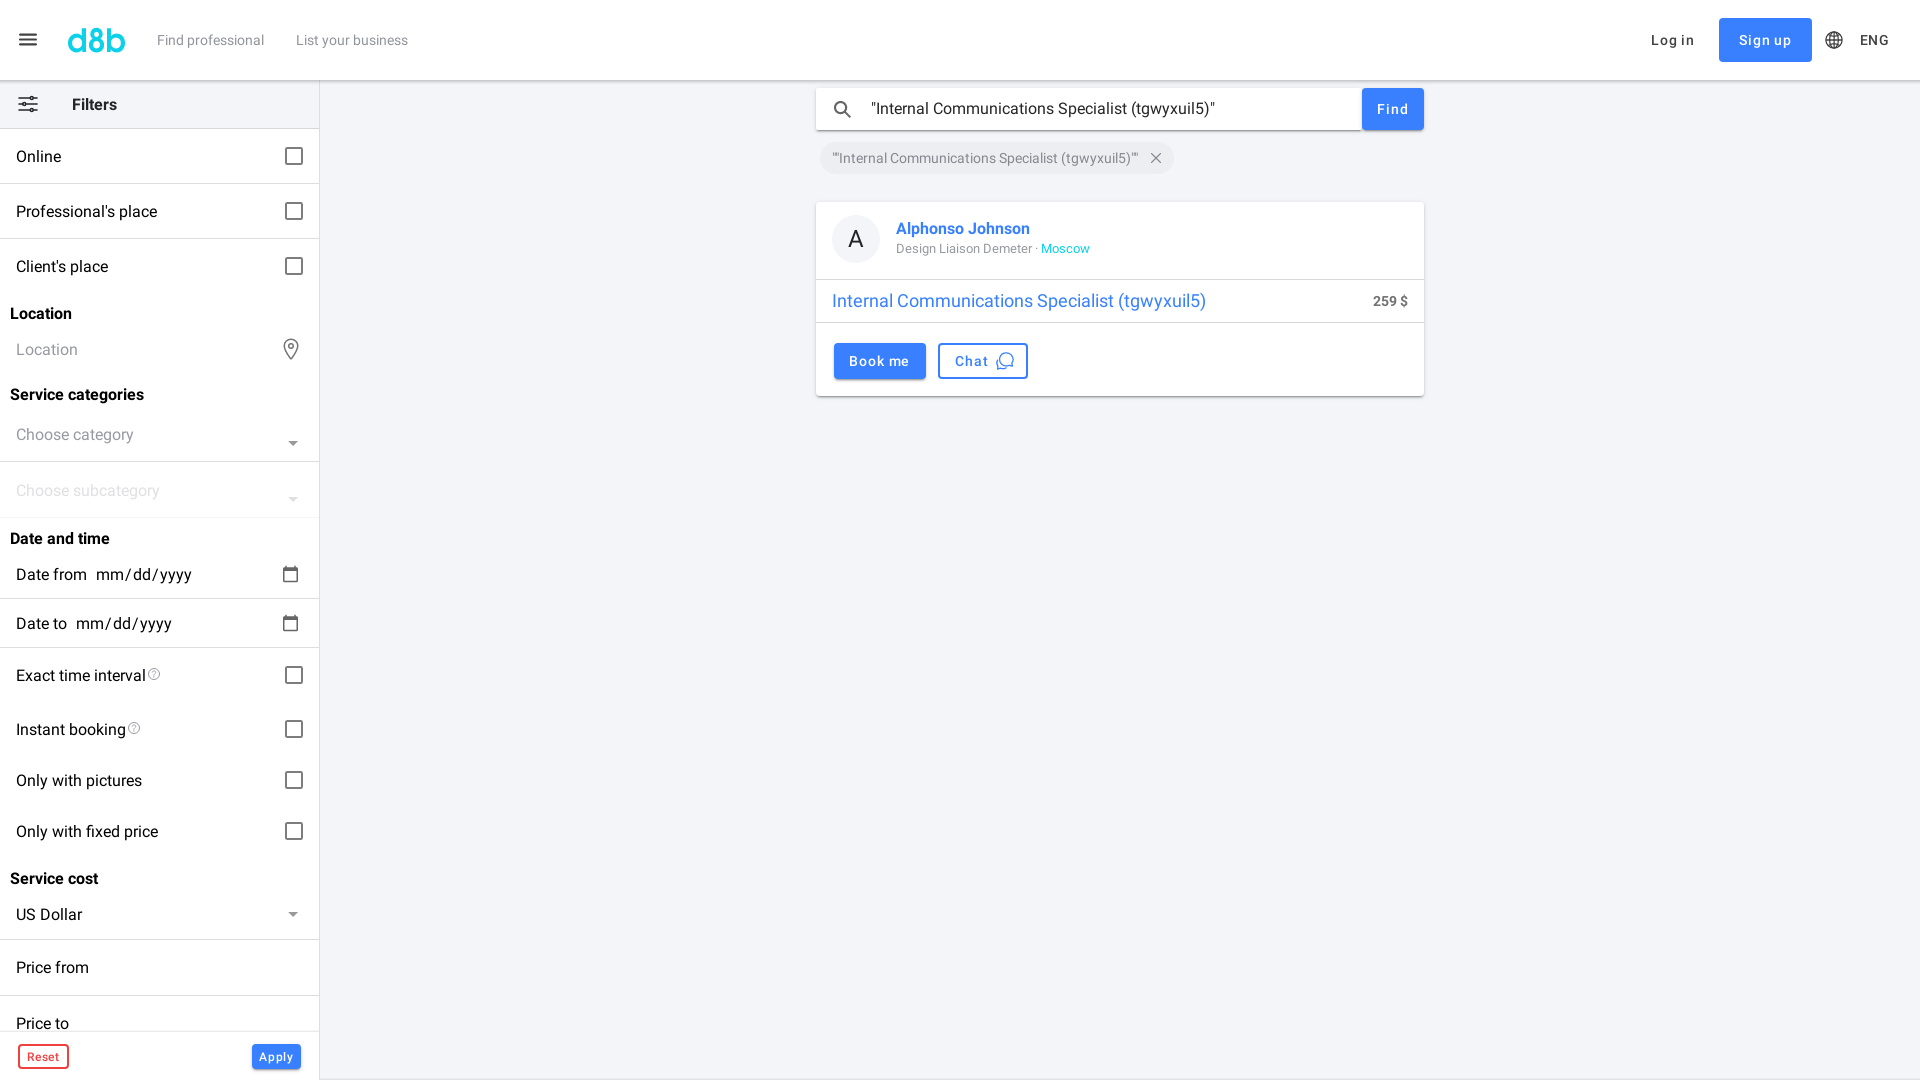 d8b
Find professional
List your business
Log in
Sign up
ENG
Filters
Online
Professional's place
Client's place
Location
Location
Service categories
Choose category
Choose subcategory
Date and time
Date from mm/dd/yyyy
Date to mm/dd/yyyy
Exact time interval
Instant booking
Only with pictures
Only with fixed price
Service cost
US Dollar
Price from
Price to
Reset
Apply
"Internal Communications Specialist (tgwyxuil5)"
Find
""Internal Communications Specialist (tgwyxuil5)""
A
Alphonso Johnson
Design Liaison Demeter · Moscow
Internal Communications Specialist (tgwyxuil5)
259 $
Book me
Chat